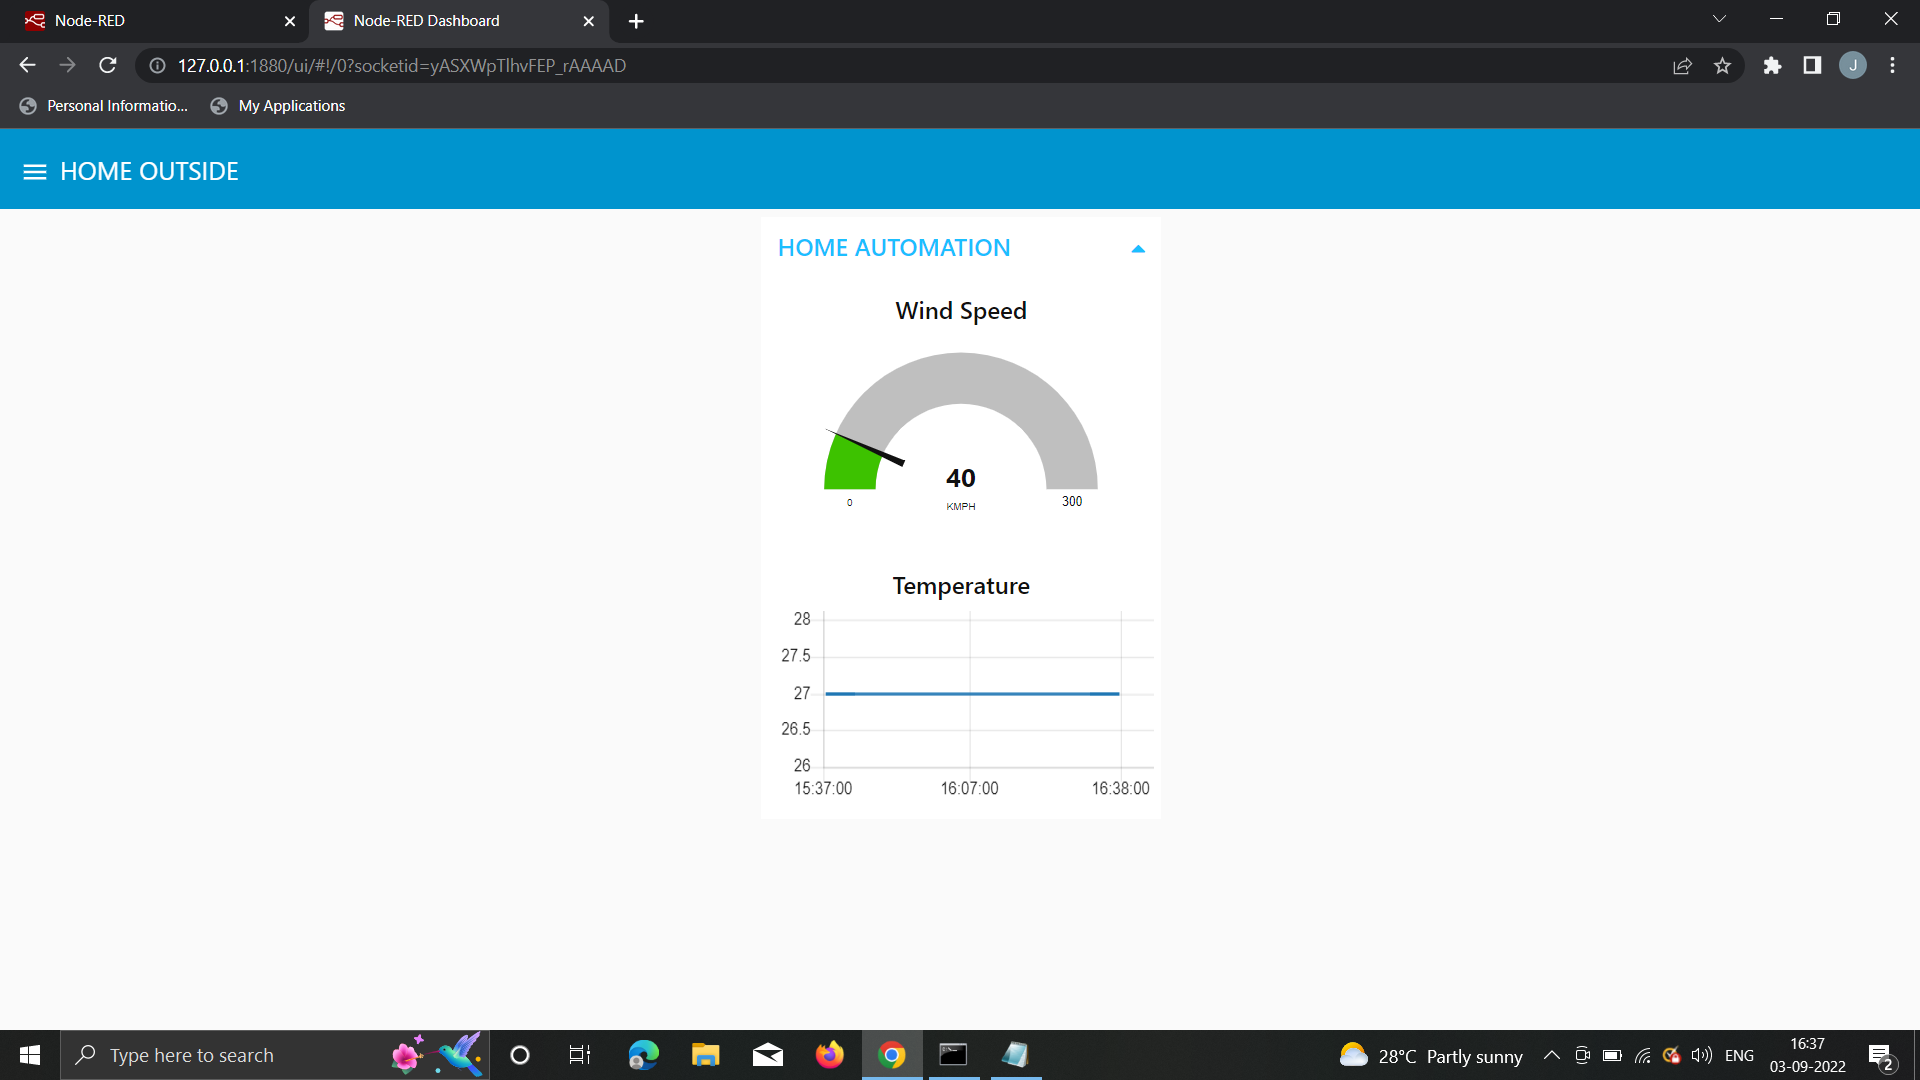 Node-RED
Node-RED Dashboard
127.0.0.1:1880/ui/#!/0?socketid=yASXWpTlhvFEP_rAAAAD
J
Personal Informatio...
My Applications
HOME OUTSIDE
HOME AUTOMATION
Wind Speed
40
0
KMPH
300
Temperature
28
27.5
27
26.5
26
15:37:00 16:07:00 16:38:00
Type here to search
28°C Partly sunny
ENG
16:37
03-09-2022
2